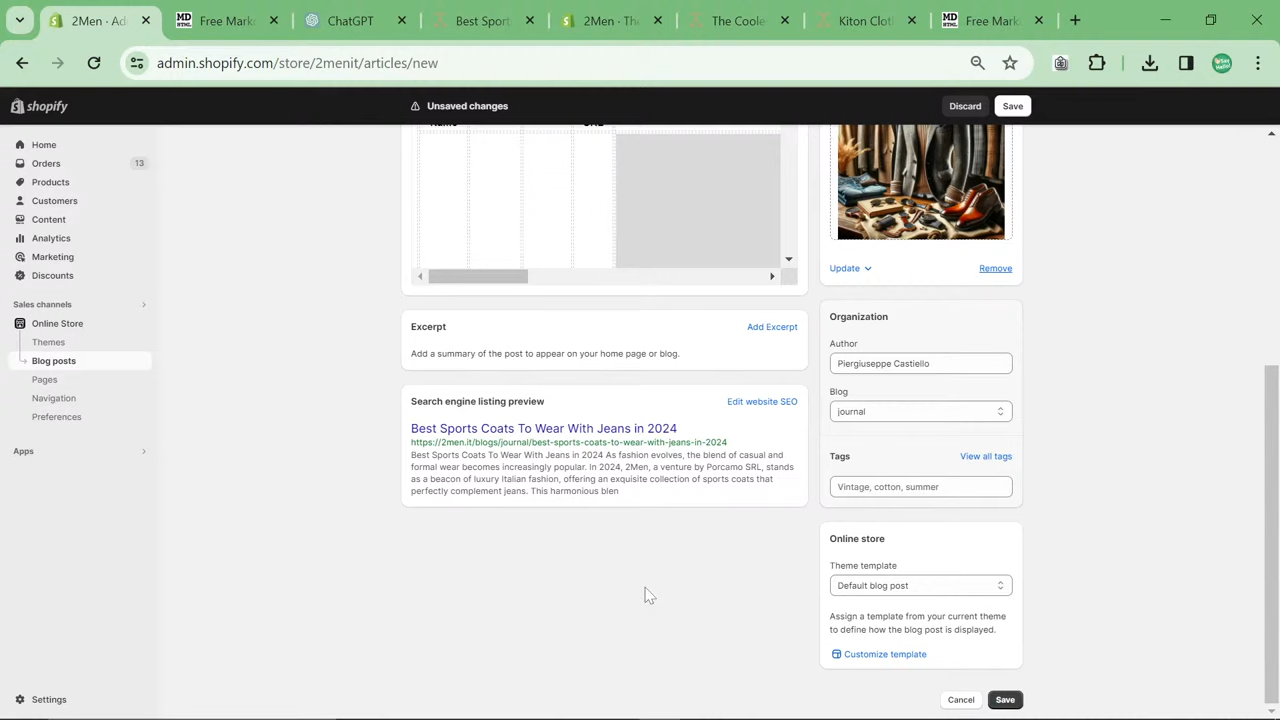 2Men - Ad
Free Mark
ChatGPT
Best Sport
2Men - The
The Coole
Kiton Clot
Free Mark
admin.shopify.com/store/2menit/articles/new
shopify
Unsaved changes
Discard
Save
Home
Orders
13
Products
Customers
Content
Analytics
Marketing
Discounts
Sales channels
Online Store
Themes
Blog posts
Pages
Navigation
Preferences
Apps
Settings
Excerpt
Add Excerpt
Add a summary of the post to appear on your home page or blog.
Search engine listing preview
Edit website SEO
Best Sports Coats To Wear With Jeans in 2024
https://2men.it/blogs/journal/best-sports-coats-to-wear-with-jeans-in-2024
Best Sports Coats To Wear With Jeans in 2024 As fashion evolves, the blend of casual and
formal wear becomes increasingly popular. In 2024, 2Men, a venture by Porcamo SRL, stands
as a beacon of luxury Italian fashion, offering an exquisite collection of sports coats that
perfectly complement jeans. This harmonious blen
Update
Remove
Organization
Author
Piergiuseppe Castiello
Blog
journal
Tags
View all tags
Vintage, cotton, summer
Online store
Theme template
Default blog post
Assign a template from your current theme
to define how the blog post is displayed.
Customize template
Cancel
Save